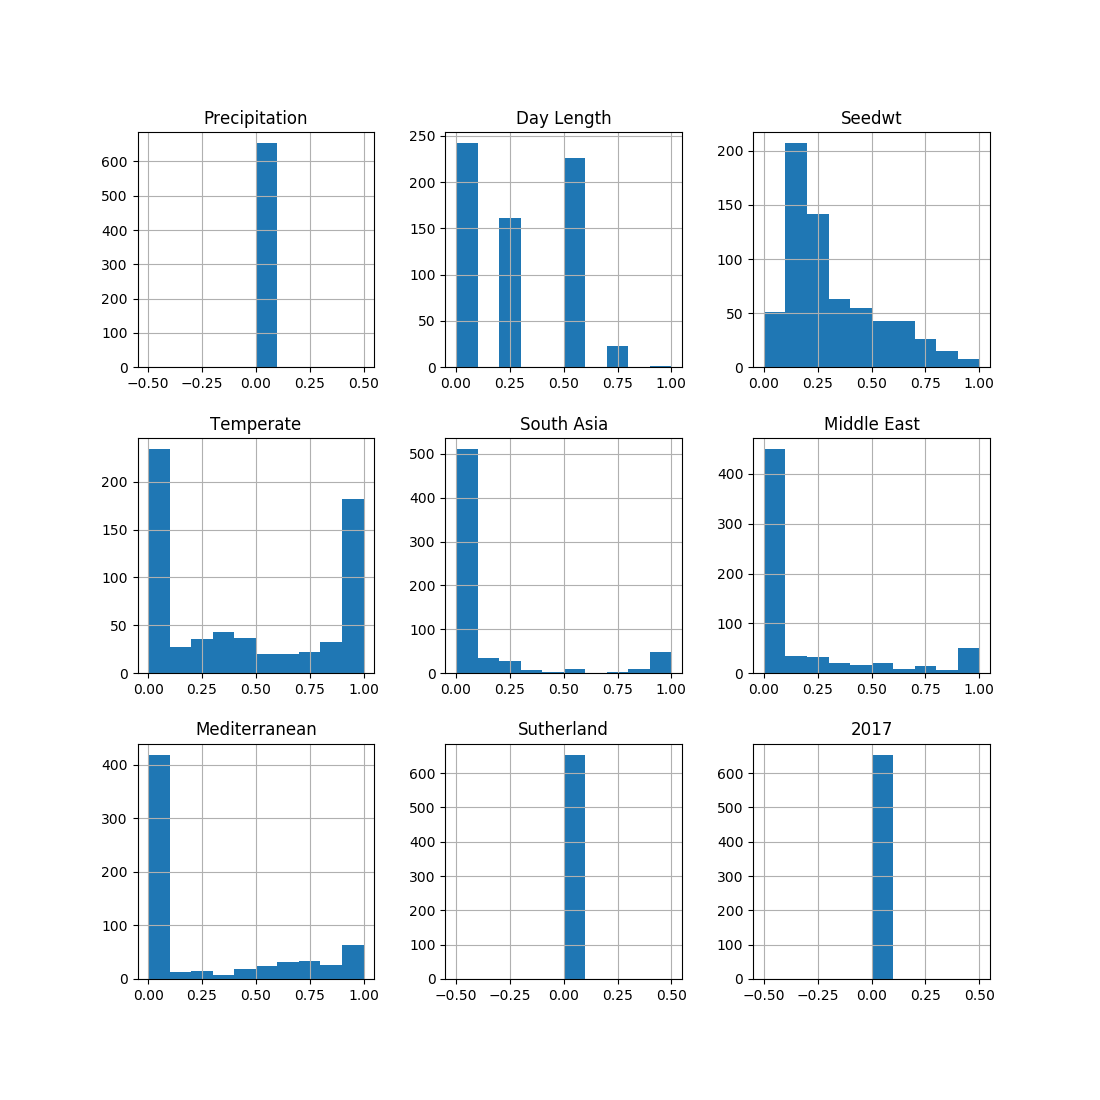 Precipitation Day Length Seedwt
600 500 400 300 200 100 0
−0.50 −0.25 0.00 0.25 0.50
250 200 150 100 50 0
0.00 0.25 0.50 0.75 1.00
200 150 100 50 0
0.00 0.25 0.50 0.75 1.00
Temperate South Asia Middle East
200 150 100 50 0
0.00 0.25 0.50 0.75 1.00
500 400 300 200 100 0
0.00 0.25 0.50 0.75 1.00
400 300 200 100 0
0.00 0.25 0.50 0.75 1.00
Mediterranean Sutherland 2017
400 300 200 100 0
0.00 0.25 0.50 0.75 1.00
600 500 400 300 200 100 0
−0.50 −0.25 0.00 0.25 0.50
600 500 400 300 200 100 0
−0.50 −0.25 0.00 0.25 0.50